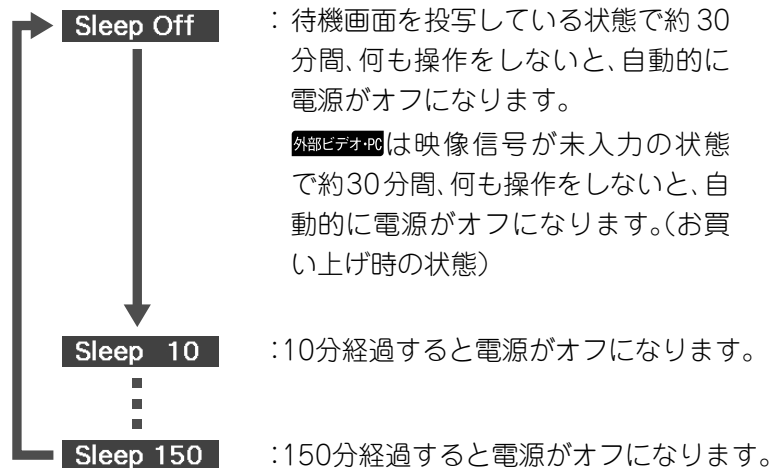 Sleep Off
：待機画面を投写している状態で約30
分間、何も操作をしないと、自動的に
電源がオフになります。
外部ビデオ･PCは映像信号が未入力の状態
で約30分間、何も操作をしないと、自
動的に電源がオフになります。（お買
い上げ時の状態）
Sleep 10
：10分経過すると電源がオフになります。
Sleep 150
：150分経過すると電源がオフになります。